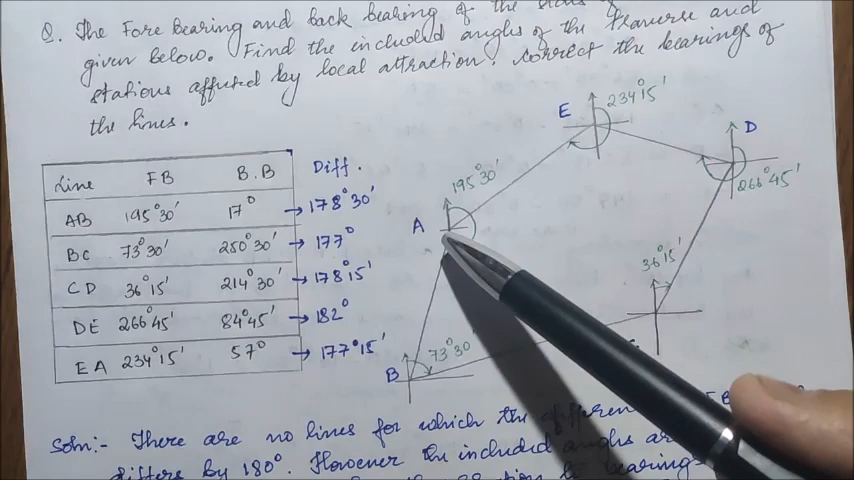 Q. The Fore bearing and back bearing of the
given below. Find the included angles of the traverse and
stations affected by local attraction. Correct the bearings of
the lines.
Line FB B.B Diff.
AB 195°30' 17° → 178°30'
BC 73°30' 250°30' → 177°
CD 36°15' 214°30' → 178°15'
DE 266°45' 84°45' → 182°
EA 234°15' 57° → 177°15'
E 234°15'
D
266°45'
195°30'
A
36°15'
B 73°30
Soln:- There are no lines for which the
differs by 180°. However the included angles
bearings